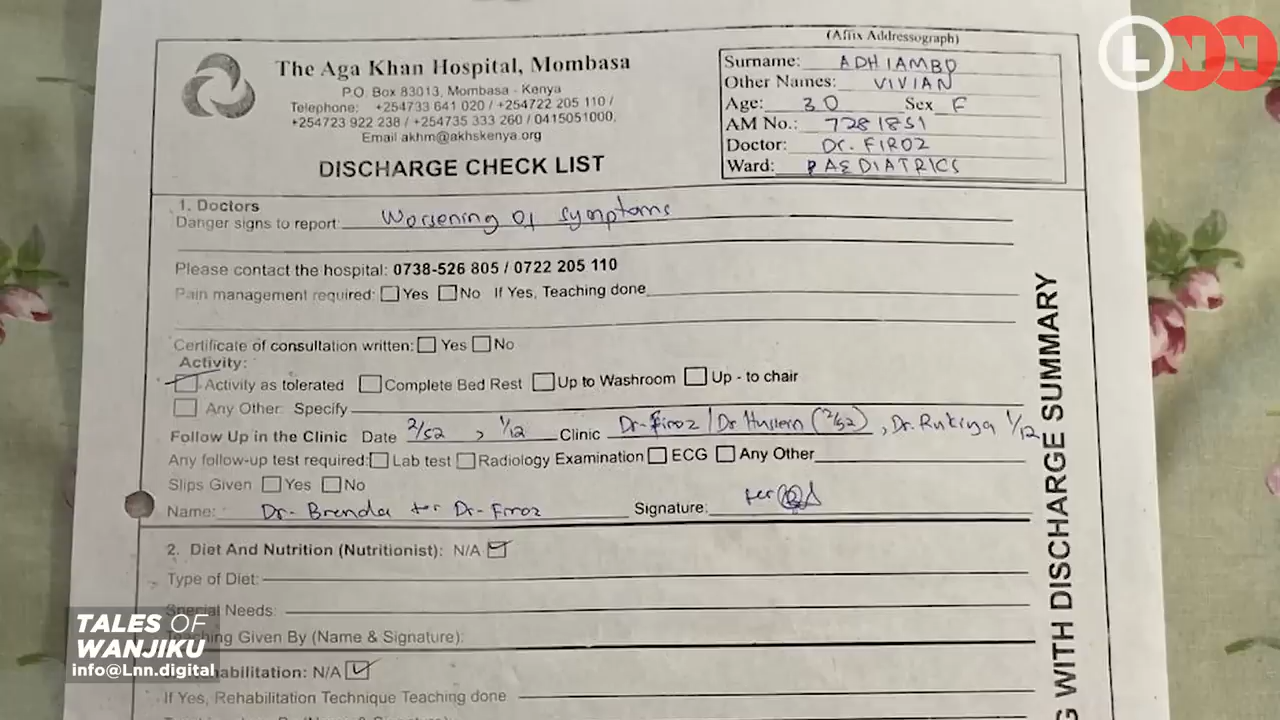 LNN
(Affix Addressograph)
The Aga Khan Hospital, Mombasa
P.O. Box 83013, Mombasa - Kenya
Telephone: +254733 641 020 / +254722 205 110 /
+254723 922 238 / +254735 333 260 / 0415051000,
Email akhm@akhskenya.org
DISCHARGE CHECK LIST
Surname: ADHIAMBO
Other Names: VIVIAN
Age: 30 Sex F
AM No.: 7281851
Doctor: Dr. FIROZ
Ward: PAEDIATRICS
1. Doctors
Danger signs to report: Worsening of symptoms
Please contact the hospital: 0738-526 805 / 0722 205 110
Pain management required: Yes No If Yes, Teaching done
Certificate of consultation written: Yes No
Activity:
Activity as tolerated Complete Bed Rest Up to Washroom Up - to chair
Any Other: Specify
Follow Up in the Clinic Date 2/52 , 1/12 Clinic Dr-Firoz / Dr Hussein (2/52) , Dr. Rukiya 1/12
Any follow-up test required: Lab test Radiology Examination ECG Any Other
Slips Given Yes No
Name: Dr- Brenda for Dr- Firoz Signature:
2. Diet And Nutrition (Nutritionist): N/A
Type of Diet:
Special Needs:
Teaching Given By (Name & Signature):
abilitation: N/A
If Yes, Rehabilitation Technique Teaching done
G WITH DISCHARGE SUMMARY
TALES OF
WANJIKU
info@Lnn.digital